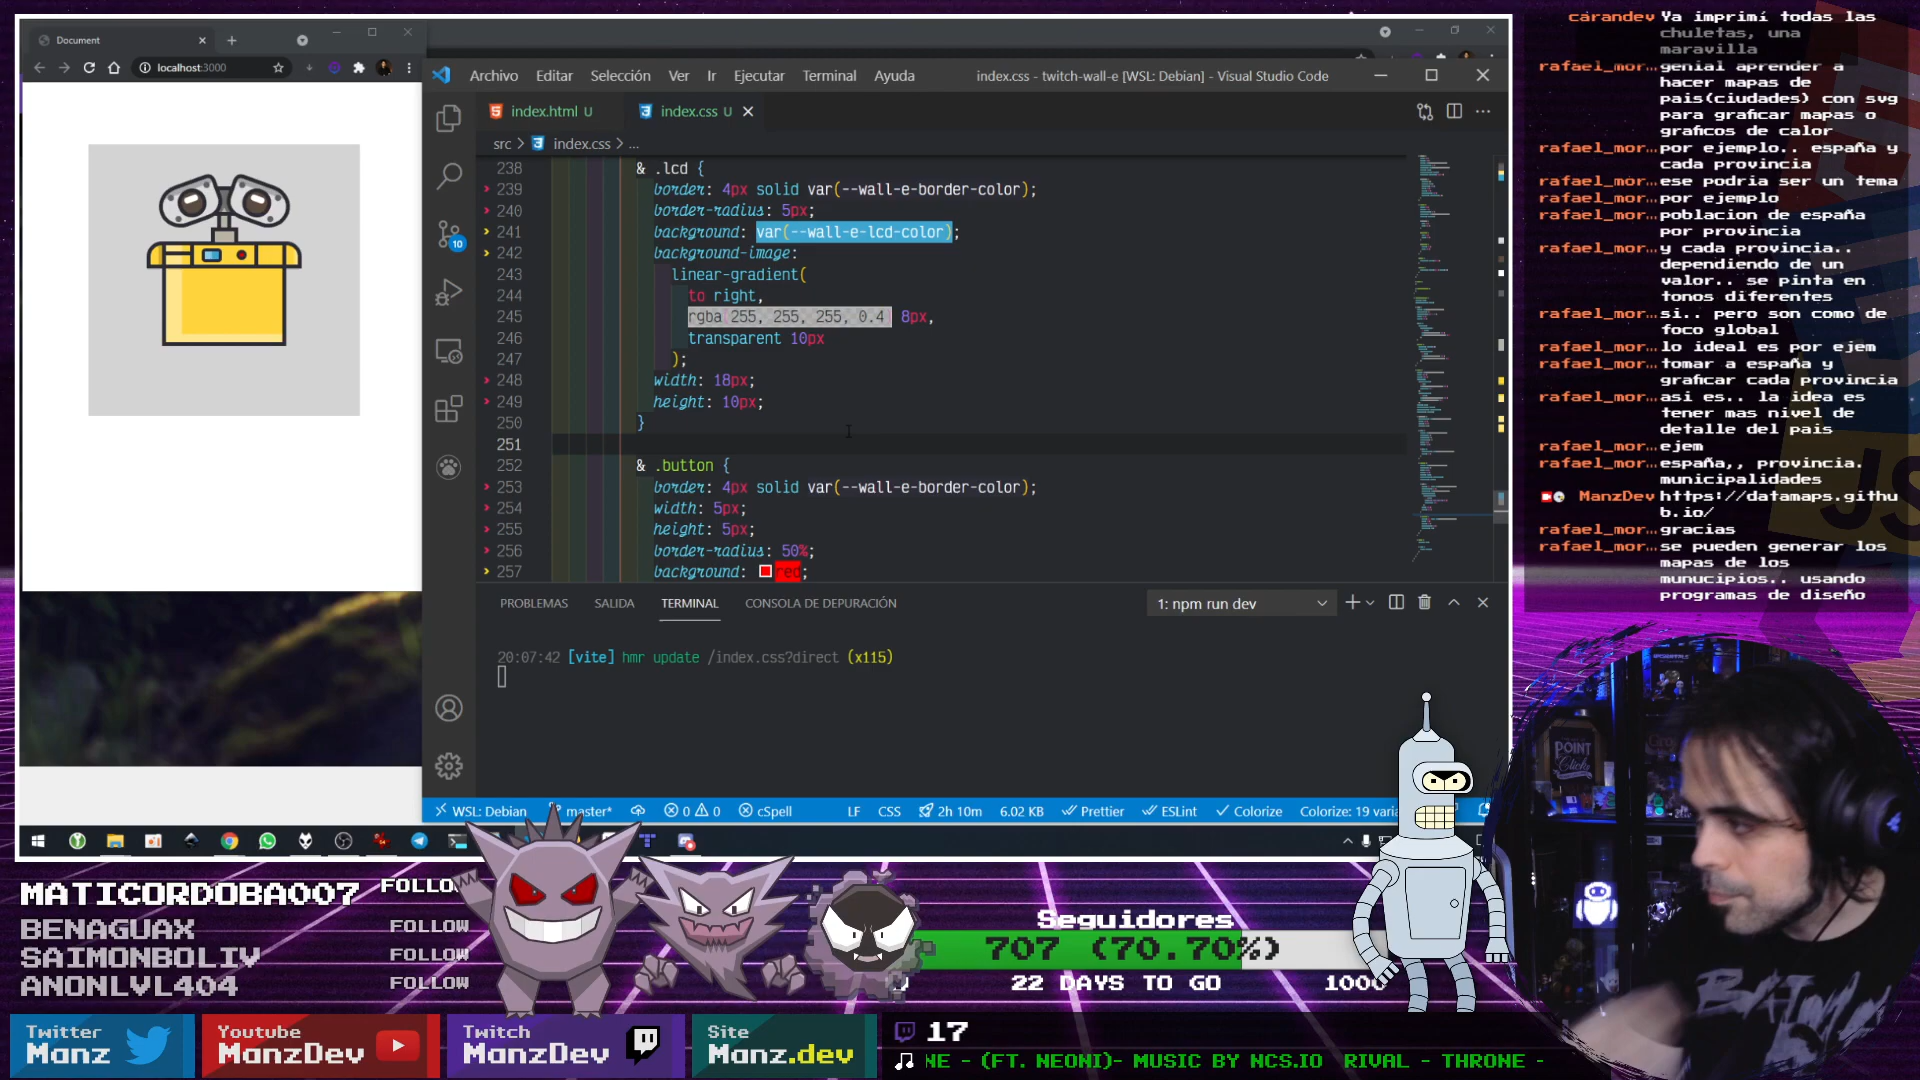 Document
localhost:3000
Archivo Editar Selección Ver Ir Ejecutar Terminal Ayuda
index.css - twitch-wall-e [WSL: Debian] - Visual Studio Code
index.html U
index.css U
src > index.css > ...
238 & .lcd {
239 border: 4px solid var(--wall-e-border-color);
240 border-radius: 5px;
241 background: var(--wall-e-lcd-color);
242 background-image:
243 linear-gradient(
244 to right,
245 rgba(255, 255, 255, 0.4) 8px,
246 transparent 10px
247 );
248 width: 18px;
249 height: 10px;
250 }
251
252 & .button {
253 border: 4px solid var(--wall-e-border-color);
254 width: 5px;
255 height: 5px;
256 border-radius: 50%;
257 background: red;
10
PROBLEMAS SALIDA TERMINAL CONSOLA DE DEPURACIÓN
1: npm run dev
20:07:42 [vite] hmr update /index.css?direct (x115)
WSL: Debian master* 0 0 cSpell LF CSS 2h 10m 6.02 KB Prettier ESLint Colorize Colorize: 19 varia
carandev Ya imprimí todas las
chuletas, una
maravilla
rafael_mor… genial aprender a
hacer mapas de
pais(ciudades) con svg
para graficar mapas o
graficos de calor
rafael_mor… por ejemplo.. españa y
cada provincia
rafael_mor… ese podria ser un tema
rafael_mor… por ejemplo
rafael_mor… poblacion de españa
por provincia
rafael_mor… y cada provincia..
dependiendo de un
valor.. se pinta en
tonos diferentes
rafael_mor… si.. pero son como de
foco global
rafael_mor… lo ideal es por ejem
rafael_mor… tomar a españa y
graficar cada provincia
rafael_mor… asi es.. la idea es
tener mas nivel de
detalle del pais
rafael_mor… ejem
rafael_mor… españa,, provincia.
municipalidades
ManzDev https://datamaps.githu
b.io/
rafael_mor… gracias
rafael_mor… se pueden generar los
mapas de los
munucipios.. usando
programas de diseño
JS
POINT
Click
MATICORDOBA007 FOLLO
BENAGUAX FOLLOW
SAIMONBOLIV FOLLOW
ANONLVL404 FOLLOW
Seguidores
707 (70.70%)
22 DAYS TO GO
1000
Twitter
Manz
Youtube
ManzDev
Twitch
ManzDev
Site
Manz.dev
17
NE - (FT. NEONI)- MUSIC BY NCS.IO RIVAL - THRONE -